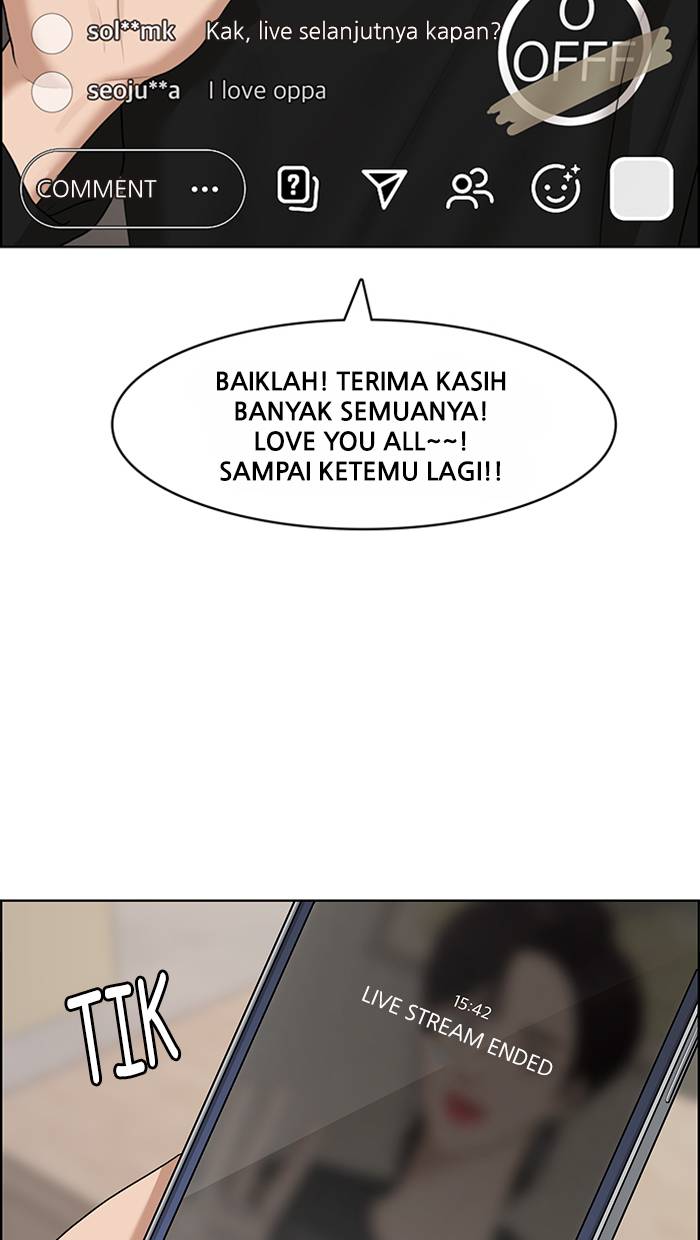 O
OFFF
sol**mk Kak, live selanjutnya kapan?
seoju**a I love oppa
COMMENT ...
?
BAIKLAH! TERIMA KASIH
BANYAK SEMUANYA!
LOVE YOU ALL~~!
SAMPAI KETEMU LAGI!!
TIK
15:42
LIVE STREAM ENDED